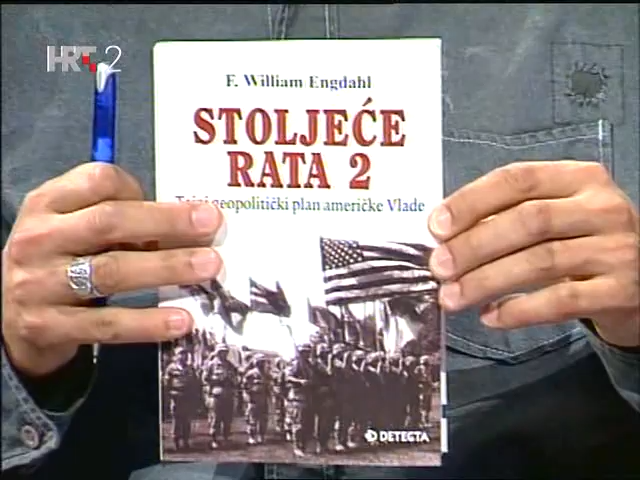 HRT 2
F. William Engdahl
STOLJEĆE
RATA 2
geopolitički plan američke Vlade
DETECTA